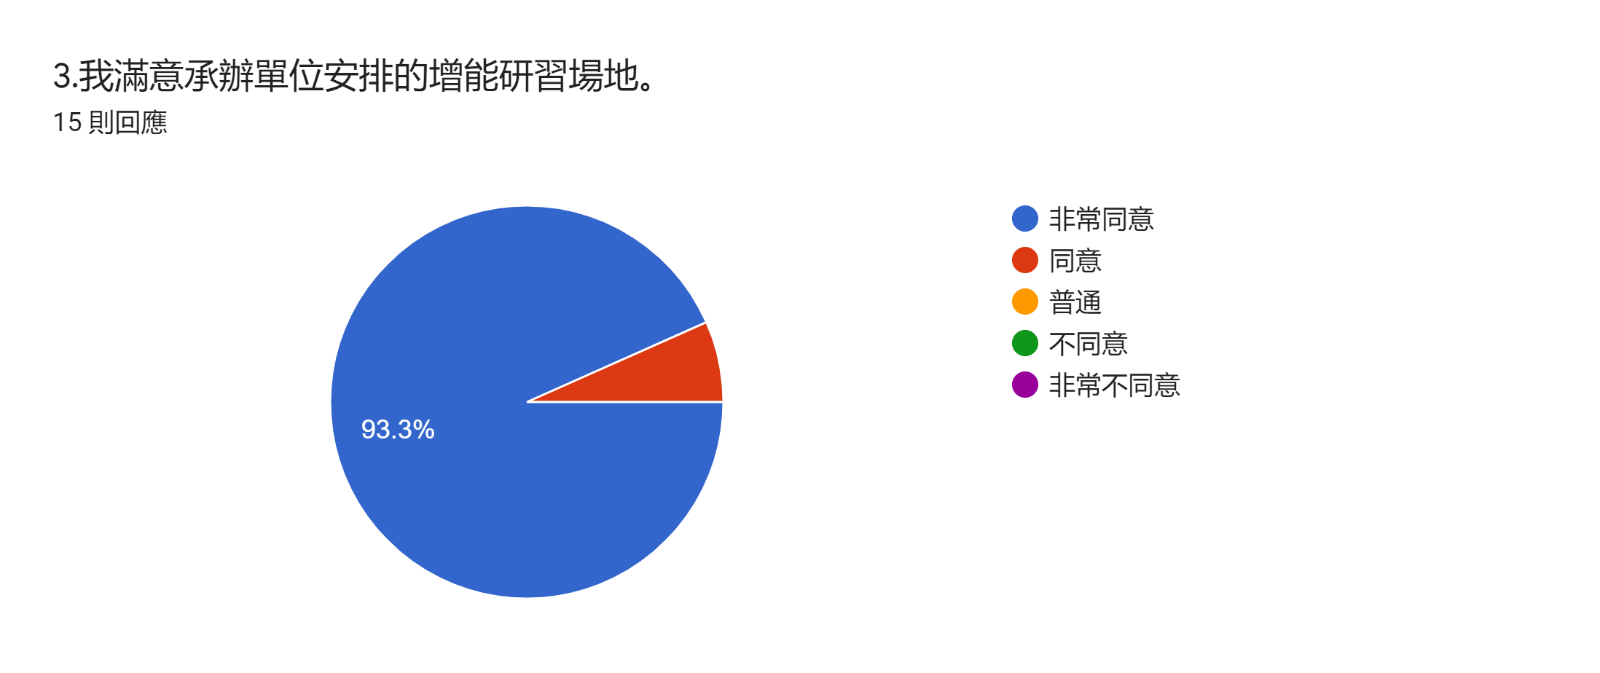 3.我滿意承辦單位安排的增能研習場地。
15 則回應
93.3%
非常同意
同意
普通
不同意
非常不同意